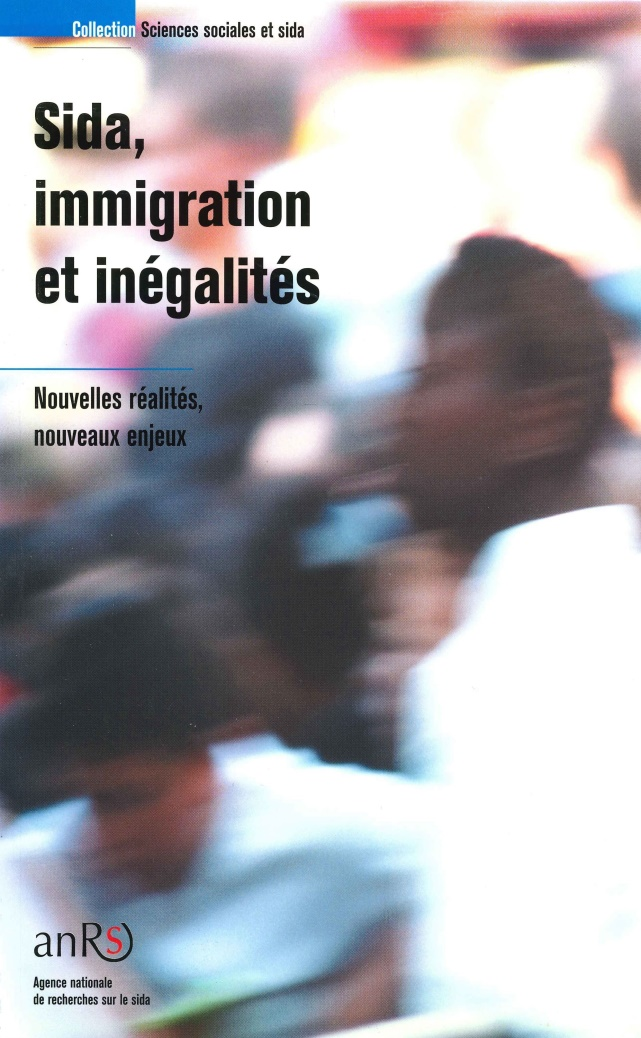 Collection Sciences sociales et sida
Sida,
immigration
et inégalités
Nouvelles réalités,
nouveaux enjeux
anRS
Agence nationale
de recherches sur le sida